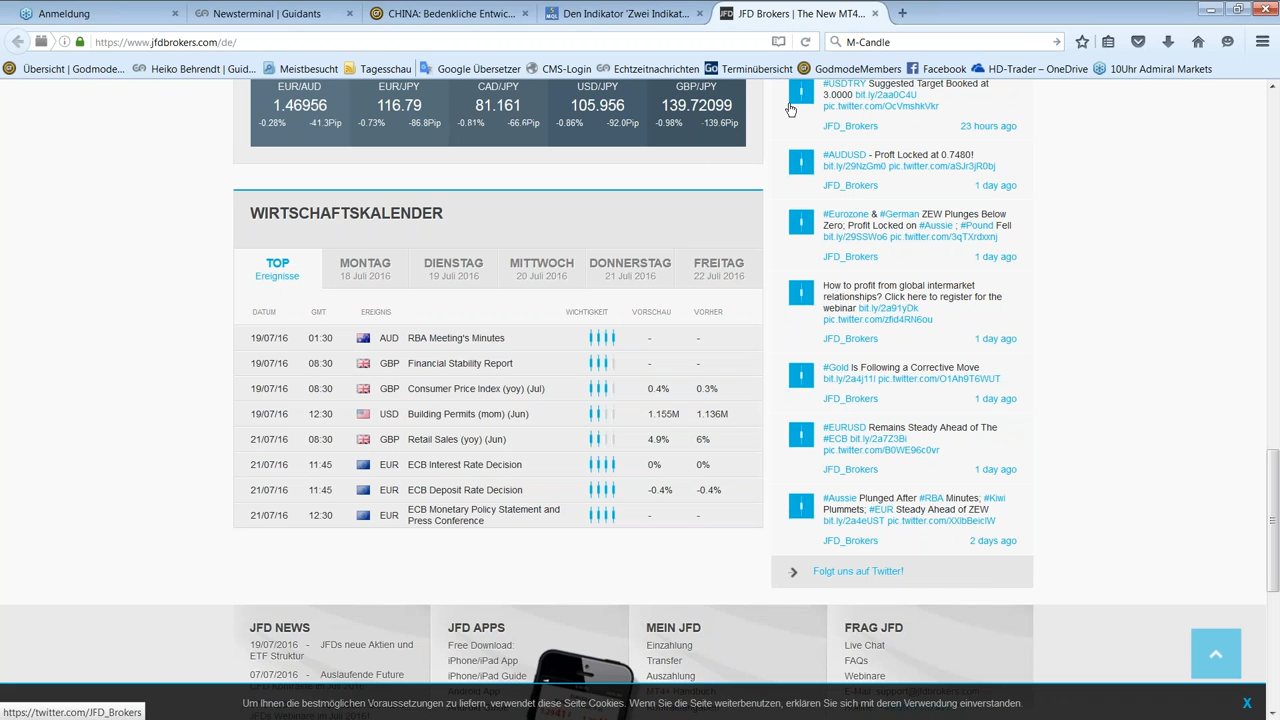 Anmeldung
Newsterminal | Guidants
CHINA: Bedenkliche Entwic...
Den Indikator 'Zwei Indikat...
JFD Brokers | The New MT4...
https://www.jfdbrokers.com/de/
M-Candle
Übersicht | Godmode...
Heiko Behrendt | Guid...
Meistbesucht
Tagesschau
Google Übersetzer
CMS-Login
Echtzeitnachrichten
Terminübersicht
GodmodeMembers
Facebook
HD-Trader – OneDrive
10Uhr Admiral Markets
EUR/AUD EUR/JPY CAD/JPY USD/JPY GBP/JPY
1.46956 116.79 81.161 105.956 139.72099
-0.28% -41.3Pip -0.73% -86.8Pip -0.81% -66.6Pip -0.86% -92.0Pip -0.98% -139.6Pip
WIRTSCHAFTSKALENDER
TOP MONTAG DIENSTAG MITTWOCH DONNERSTAG FREITAG
Ereignisse 18 Juli 2016 19 Juli 2016 20 Juli 2016 21 Juli 2016 22 Juli 2016
DATUM GMT EREIGNIS WICHTIGKEIT VORSCHAU VORHER
19/07/16 01:30 AUD RBA Meeting's Minutes - -
19/07/16 08:30 GBP Financial Stability Report - -
19/07/16 08:30 GBP Consumer Price Index (yoy) (Jul) 0.4% 0.3%
19/07/16 12:30 USD Building Permits (mom) (Jun) 1.155M 1.136M
21/07/16 08:30 GBP Retail Sales (yoy) (Jun) 4.9% 6%
21/07/16 11:45 EUR ECB Interest Rate Decision 0% 0%
21/07/16 11:45 EUR ECB Deposit Rate Decision -0.4% -0.4%
21/07/16 12:30 EUR ECB Monetary Policy Statement and
Press Conference - -
#USDTRY Suggested Target Booked at
3.0000 bit.ly/2aa0C4U
pic.twitter.com/OcVmshkVkr
JFD_Brokers 23 hours ago
#AUDUSD - Proft Locked at 0.7480!
bit.ly/29NzGm0 pic.twitter.com/aSJr3jR0bj
JFD_Brokers 1 day ago
#Eurozone & #German ZEW Plunges Below
Zero; Profit Locked on #Aussie ; #Pound Fell
bit.ly/29SSWo6 pic.twitter.com/3qTXrdxxnj
JFD_Brokers 1 day ago
How to profit from global intermarket
relationships? Click here to register for the
webinar bit.ly/2a91yDk
pic.twitter.com/zfid4RN6ou
JFD_Brokers 1 day ago
#Gold Is Following a Corrective Move
bit.ly/2a4j11l pic.twitter.com/O1Ah9T6WUT
JFD_Brokers 1 day ago
#EURUSD Remains Steady Ahead of The
#ECB bit.ly/2a7Z3Bi
pic.twitter.com/B0WE96c0vr
JFD_Brokers 1 day ago
#Aussie Plunged After #RBA Minutes; #Kiwi
Plummets; #EUR Steady Ahead of ZEW
bit.ly/2a4eUST pic.twitter.com/XXlbBeiclW
JFD_Brokers 2 days ago
Folgt uns auf Twitter!
JFD NEWS
19/07/2016 - JFDs neue Aktien und
ETF Struktur
07/07/2016 - Auslaufende Future
JFD APPS
Free Download:
iPhone/iPad App
iPhone/iPad Guide
Android App
MEIN JFD
Einzahlung
Transfer
Auszahlung
MT4+ Handbuch
FRAG JFD
Live Chat
FAQs
Webinare
E-Mail: support@jfdbrokers.com
Um Ihnen die bestmöglichen Voraussetzungen zu liefern, verwendet diese Seite Cookies. Wenn Sie die Seite weiterbenutzen, erklären Sie sich mit deren Verwendung einverstanden.
X
https://twitter.com/JFD_Brokers